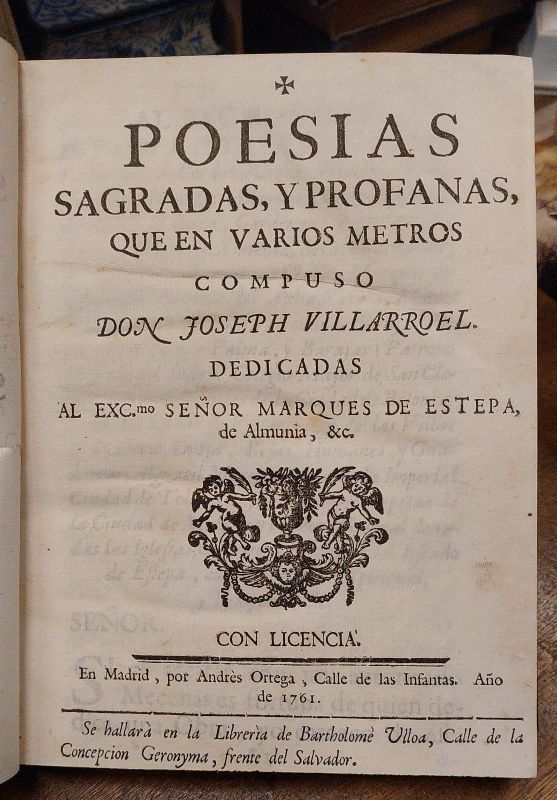 POESIAS
SAGRADAS, Y PROFANAS,
QUE EN VARIOS METROS
COMPUSO
DON JOSEPH VILLARROEL.
DEDICADAS
AL EXC.mo SEÑOR MARQUES DE ESTEPA,
de Almunia, &c.
CON LICENCIA.
En Madrid, por Andrès Ortega, Calle de las Infantas. Año
de 1761.
Se hallarà en la Libreria de Bartholomè Vlloa, Calle de la
Concepcion Geronyma, frente del Salvador.